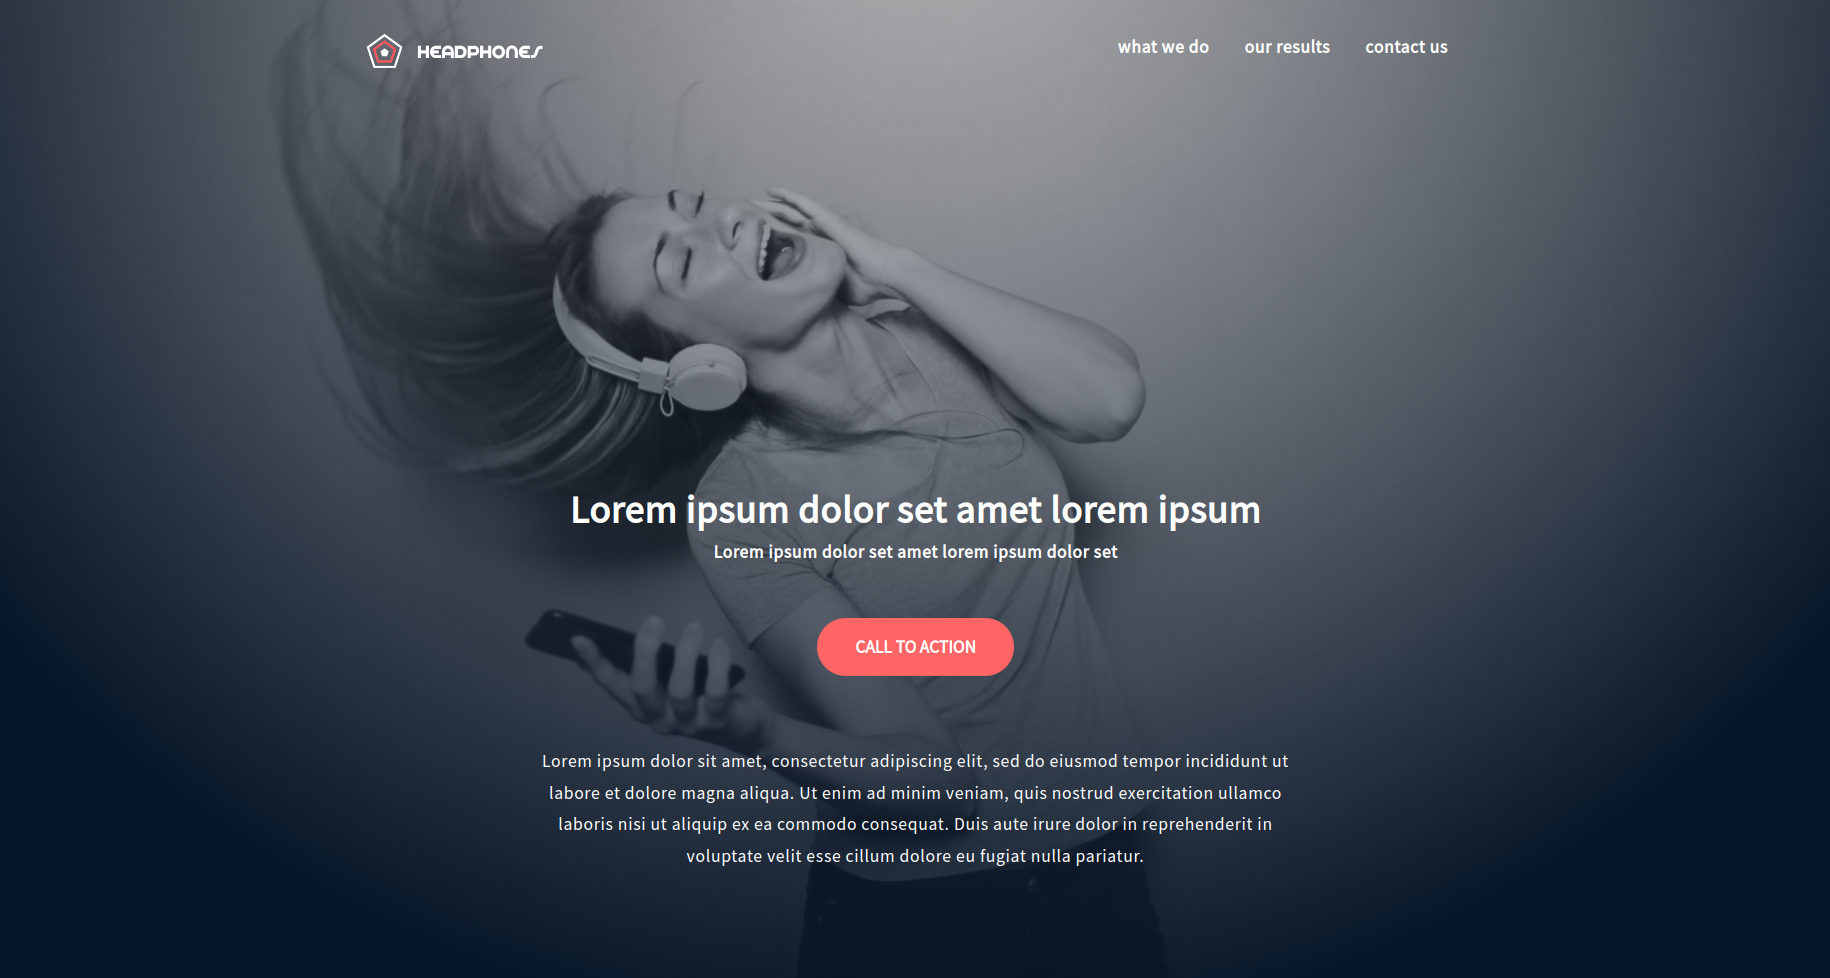 HEADPHONES
what we do our results contact us
Lorem ipsum dolor set amet lorem ipsum
Lorem ipsum dolor set amet lorem ipsum dolor set
CALL TO ACTION
Lorem ipsum dolor sit amet, consectetur adipiscing elit, sed do eiusmod tempor incididunt ut
labore et dolore magna aliqua. Ut enim ad minim veniam, quis nostrud exercitation ullamco
laboris nisi ut aliquip ex ea commodo consequat. Duis aute irure dolor in reprehenderit in
voluptate velit esse cillum dolore eu fugiat nulla pariatur.